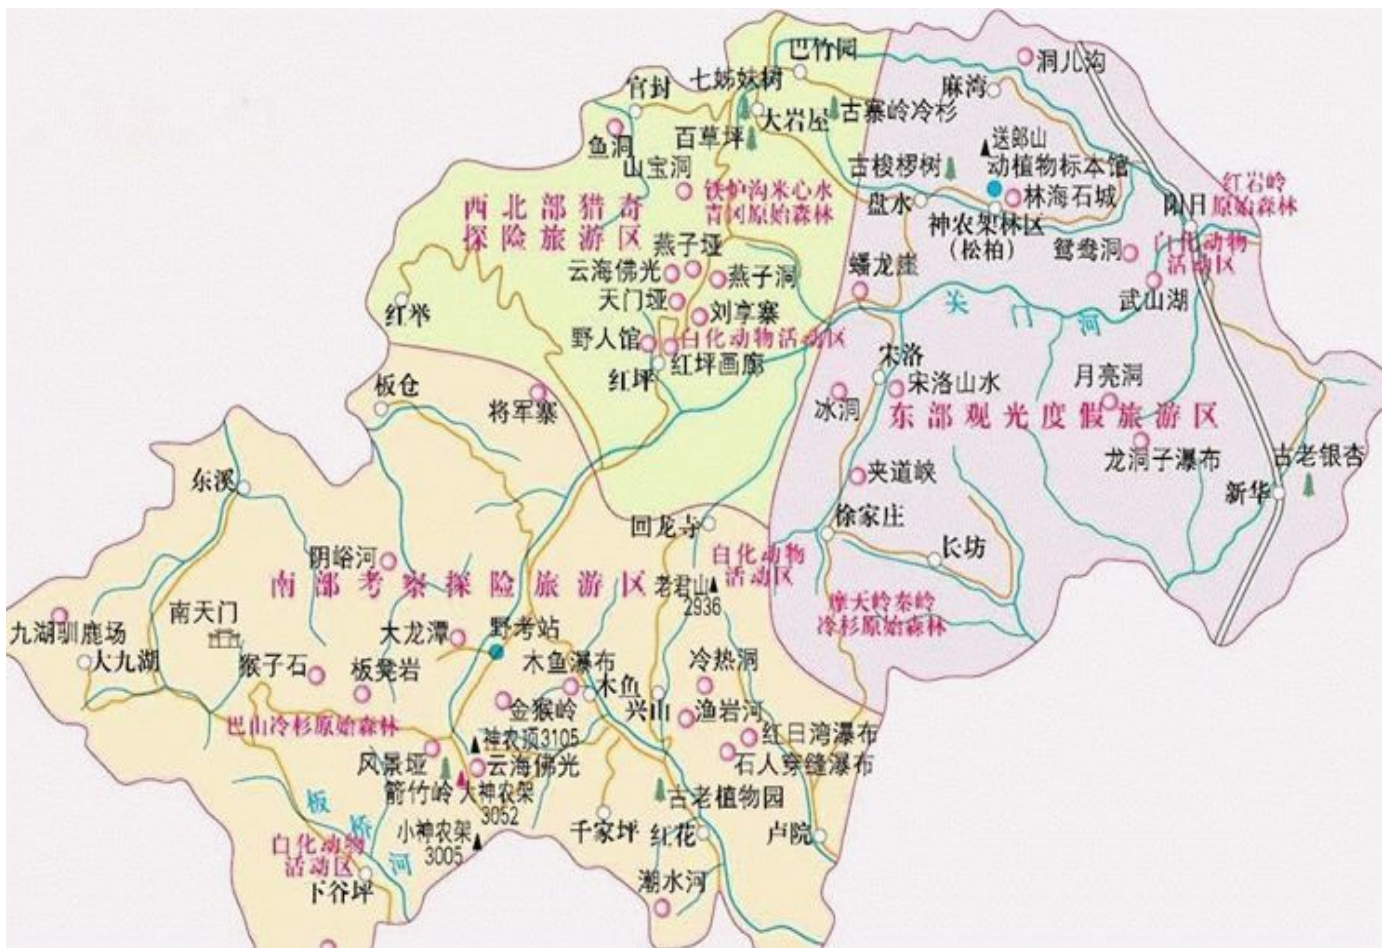 巴竹园
洞儿沟
七姊妹树
麻湾
官封
大岩屋
古寨岭冷杉
百草坪
送郎山
鱼洞
山宝洞
古梭椤树
动植物标本馆
铁炉沟米心水
青冈原始森林
林海石城
红岩岭
原始森林
盘水
阳日
西北部猎奇
探险旅游区
神农架林区
(松柏)
燕子垭
鸳鸯洞
白化动物
活动区
云海佛光
燕子洞
蟠龙崖
天门垭
刘享寨
武山湖
关门河
红举
野人馆
白化动物活动区
红坪画廊
红坪
宋洛
板仓
宋洛山水
月亮洞
将军寨
冰洞
东部观光度假旅游区
龙洞子瀑布
古老银杏
东溪
夹道峡
新华
回龙寺
徐家庄
长坊
阴峪河
白化动物
活动区
南部考察探险旅游区
老君山
2936
摩天岭秦岭
冷杉原始森林
南天门
九湖驯鹿场
大龙潭
野考站
大九湖
猴子石
板凳岩
木鱼瀑布
木鱼
冷热洞
金猴岭
兴山
渔岩河
巴山冷杉原始森林
神农顶3105
红日湾瀑布
风景垭
云海佛光
石人穿缝瀑布
箭竹岭
大神农架
3052
古老植物园
板桥河
小神农架
3005
千家坪
红花
卢院
白化动物
活动区
下谷坪
潮水河